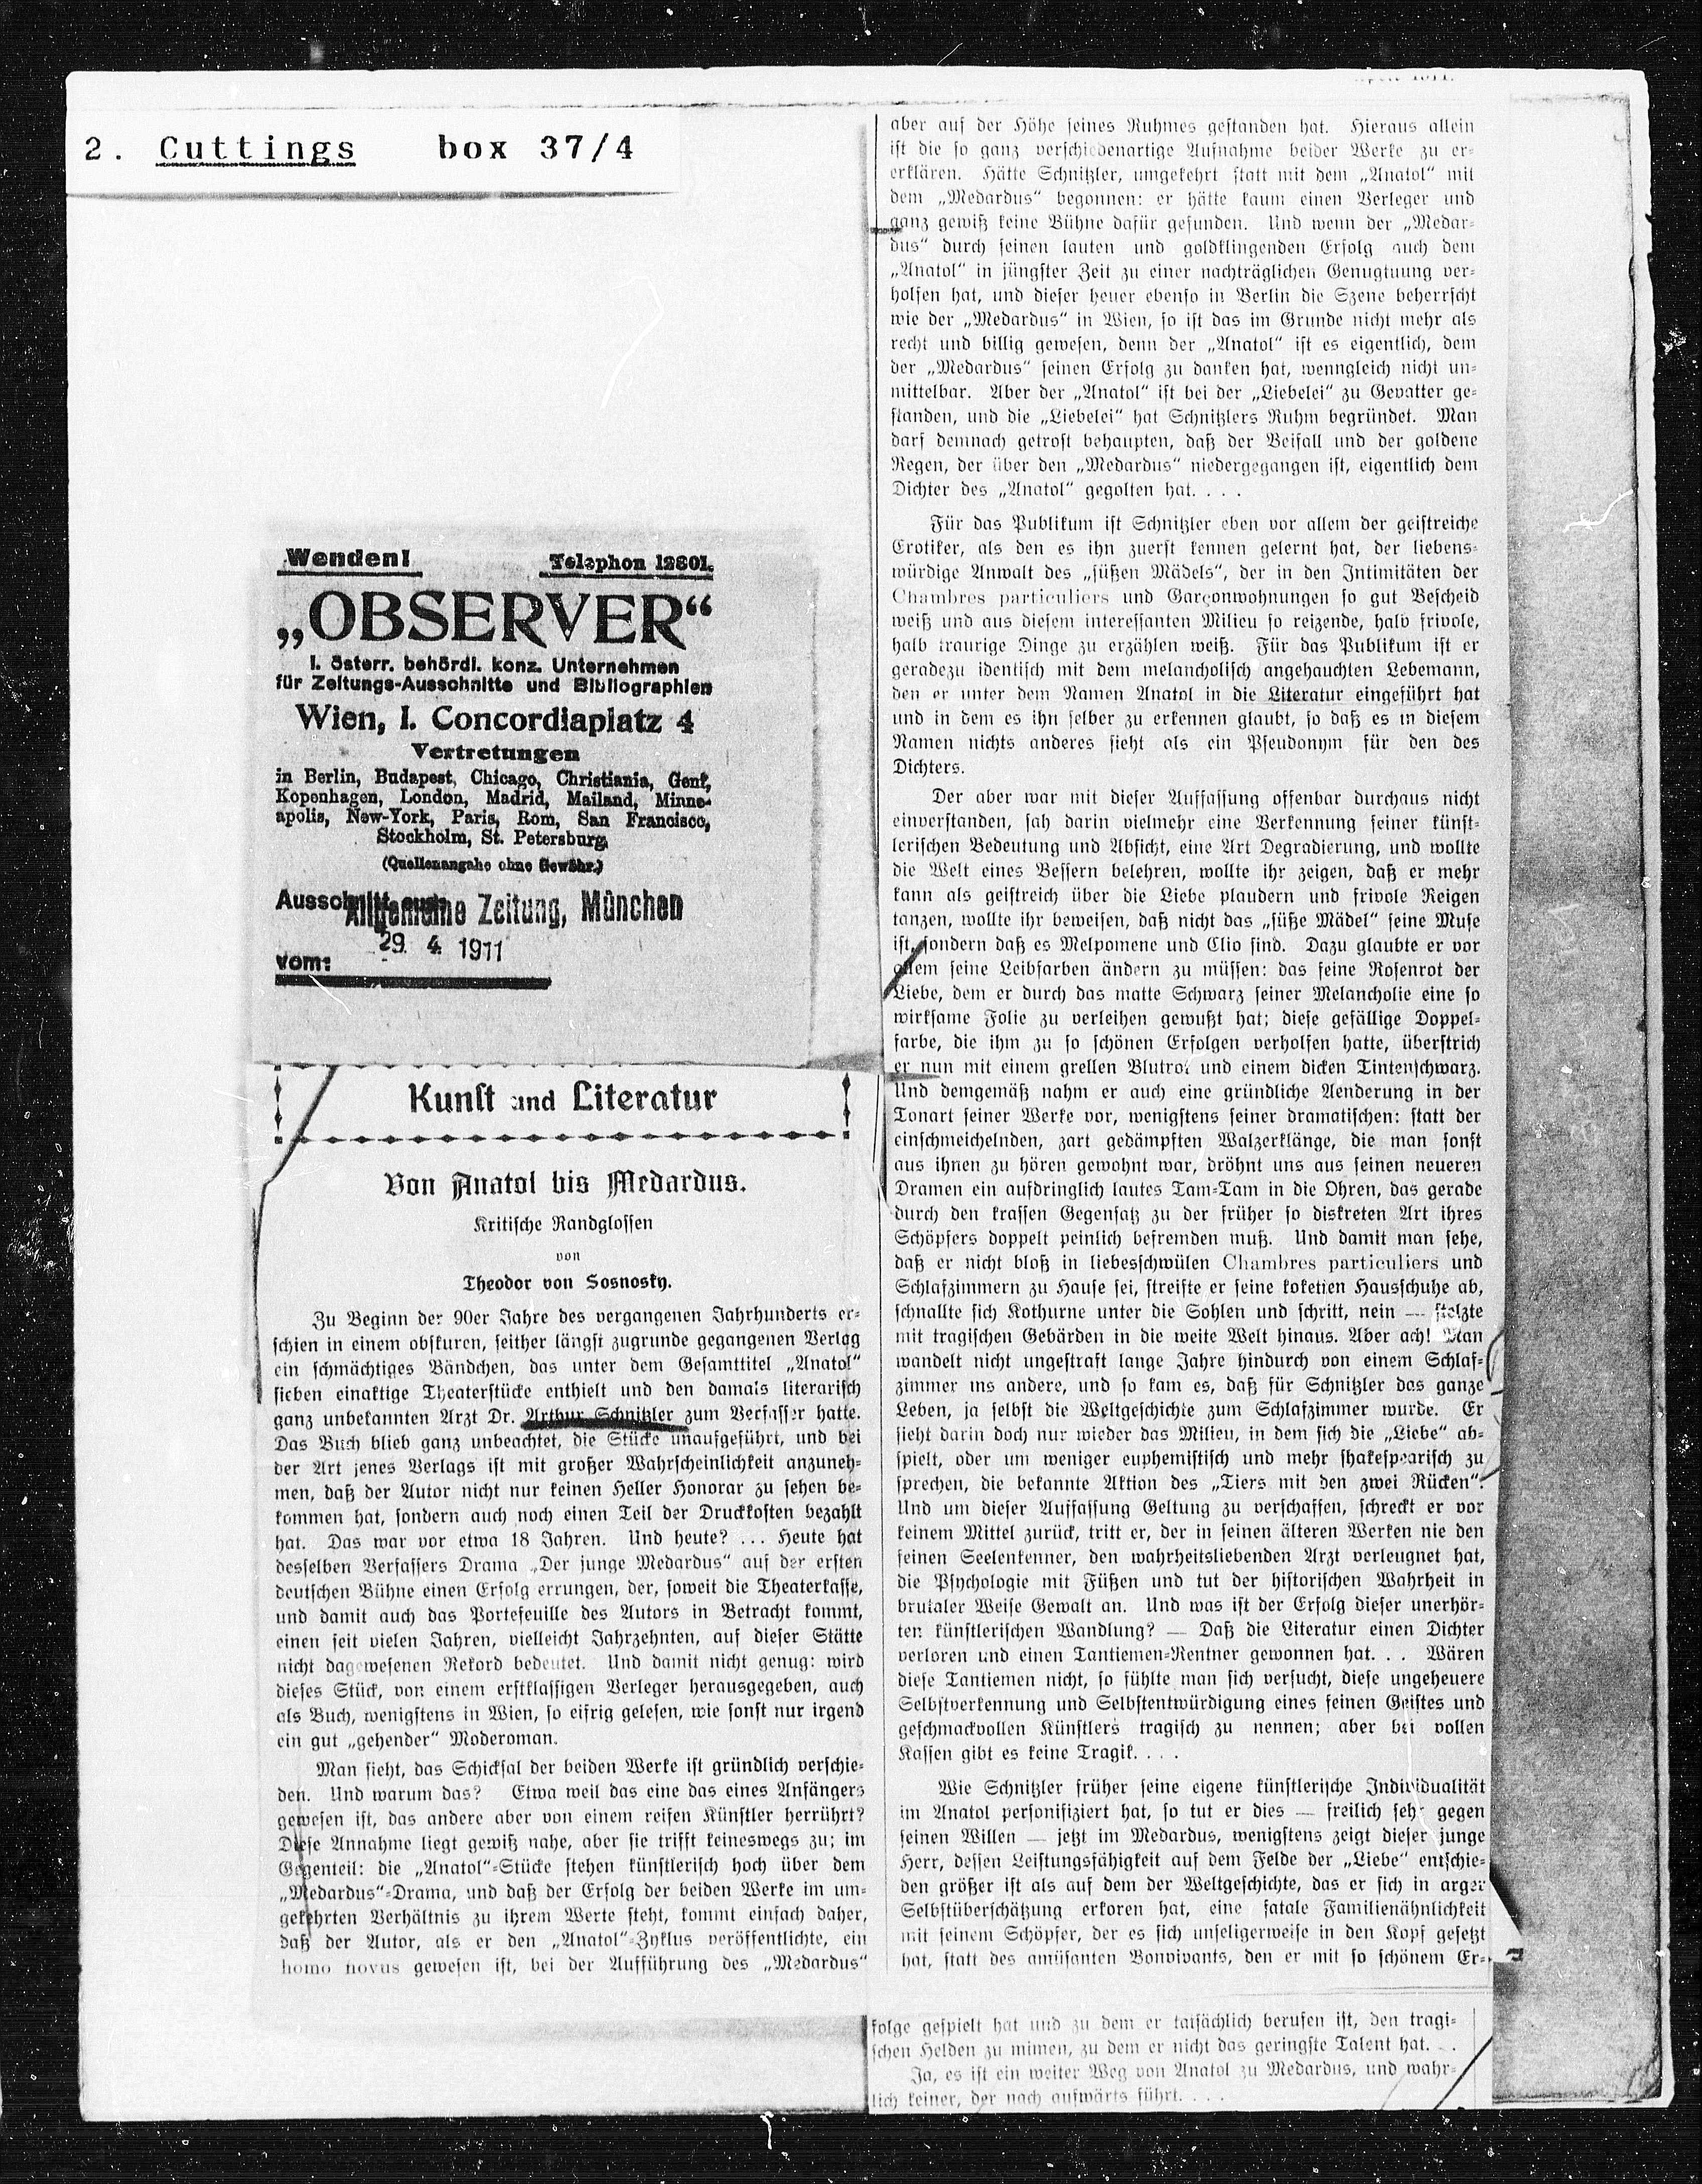 2. Cuttings box 37/4
Wenden! Telephon 12801.
„OBSERVER“
I. österr. behördl. konz. Unternehmen
für Zeitungs-Ausschnitte und Bibliographien
Wien, I. Concordiaplatz 4
Vertretungen
in Berlin, Budapest, Chicago, Christiania, Genf,
Kopenhagen, London, Madrid, Mailand, Minne-
apolis, New-York, Paris, Rom, San Francisco,
Stockholm, St. Petersburg.
(Quellenangabe ohne Gewähr.)
Ausschnitt aus:
Allgemeine Zeitung, München
29. 4. 1911
vom:
Kunst und Literatur
Von Anatol bis Medardus.
Kritische Randglossen
von
Theodor von Sosnosky.
Zu Beginn der 90er Jahre des vergangenen Jahrhunderts er-
schien in einem obskuren, seither längst zugrunde gegangenen Verlag
ein schmächtiges Bändchen, das unter dem Gesamttitel „Anatol“
sieben einaktige Theaterstücke enthielt und den damals literarisch
ganz unbekannten Arzt Dr. Arthur Schnitzler zum Verfasser hatte.
Das Buch blieb ganz unbeachtet, die Stücke unaufgeführt, und bei
der Art jenes Verlags ist mit großer Wahrscheinlichkeit anzuneh-
men, daß der Autor nicht nur keinen Heller Honorar zu sehen be-
kommen hat, sondern auch noch einen Teil der Druckkosten bezahlt
hat. Das war vor etwa 18 Jahren. Und heute? ... Heute hat
desselben Verfassers Drama „Der junge Medardus“ auf der ersten
deutschen Bühne einen Erfolg errungen, der, soweit die Theaterkasse,
und damit auch das Portefeuille des Autors in Betracht kommt,
einen seit vielen Jahren, vielleicht Jahrzehnten, auf dieser Stätte
nicht dagewesenen Rekord bedeutet. Und damit nicht genug: wird
dieses Stück, von einem erstklassigen Verleger herausgegeben, auch
als Buch, wenigstens in Wien, so eifrig gelesen, wie sonst nur irgend
ein gut „gehender“ Moderoman.
Man sieht, das Schicksal der beiden Werke ist gründlich verschie-
den. Und warum das? Etwa weil das eine das eines Anfängers
gewesen ist, das andere aber von einem reifen Künstler herrührt?
Diese Annahme liegt gewiß nahe, aber sie trifft keineswegs zu; im
Gegenteil: die „Anatol“-Stücke stehen künstlerisch hoch über dem
„Medardus“-Drama, und daß der Erfolg der beiden Werke im um-
gekehrten Verhältnis zu ihrem Werte steht, kommt einfach daher,
daß der Autor, als er den „Anatol“-Zyklus veröffentlichte, ein
homo novus gewesen ist, bei der Aufführung des „Medardus“
aber auf der Höhe seines Ruhmes gestanden hat. Hieraus allein
ist die so ganz verschiedenartige Aufnahme beider Werke zu er-
erklären. Hätte Schnitzler, umgekehrt statt mit dem „Anatol“ mit
dem „Medardus“ begonnen: er hätte kaum einen Verleger und
ganz gewiß keine Bühne dafür gefunden. Und wenn der „Medar-
dus“ durch seinen lauten und goldklingenden Erfolg auch dem
„Anatol“ in jüngster Zeit zu einer nachträglichen Genugtuung ver-
holfen hat, und dieser heuer ebenso in Berlin die Szene beherrscht
wie der „Medardus“ in Wien, so ist das im Grunde nicht mehr als
recht und billig gewesen, denn der „Anatol“ ist es eigentlich, dem
der „Medardus“ seinen Erfolg zu danken hat, wenngleich nicht un-
mittelbar. Aber der „Anatol“ ist bei der „Liebelei“ zu Gevatter ge-
standen, und die „Liebelei“ hat Schnitzlers Ruhm begründet. Man
darf demnach getrost behaupten, daß der Beifall und der goldene
Regen, der über den „Medardus“ niedergegangen ist, eigentlich dem
Dichter des „Anatol“ gegolten hat. . . .
Für das Publikum ist Schnitzler eben vor allem der geistreiche
Erotiker, als den es ihn zuerst kennen gelernt hat, der liebens-
würdige Anwalt des „süßen Mädels“, der in den Intimitäten der
Chambres particuliers und Garçonwohnungen so gut Bescheid
weiß und aus diesem interessanten Milieu so reizende, halb frivole,
halb traurige Dinge zu erzählen weiß. Für das Publikum ist er
geradezu identisch mit dem melancholisch angehauchten Lebemann,
den er unter dem Namen Anatol in die Literatur eingeführt hat
und in dem es ihn selber zu erkennen glaubt, so daß es in diesem
Namen nichts anderes sieht als ein Pseudonym für den des
Dichters.
Der aber war mit dieser Auffassung offenbar durchaus nicht
einverstanden, sah darin vielmehr eine Verkennung seiner künst-
lerischen Bedeutung und Absicht, eine Art Degradierung, und wollte
die Welt eines Bessern belehren, wollte ihr zeigen, daß er mehr
kann als geistreich über die Liebe plaudern und frivole Reigen
tanzen, wollte ihr beweisen, daß nicht das „süße Mädel“ seine Muse
ist, sondern daß es Melpomene und Clio sind. Dazu glaubte er vor
allem seine Leibfarben ändern zu müssen: das feine Rosenrot der
Liebe, dem er durch das matte Schwarz seiner Melancholie eine so
wirksame Folie zu verleihen gewußt hat; diese gefällige Doppel-
farbe, die ihm zu so schönen Erfolgen verholfen hatte, überstrich
er nun mit einem grellen Blutrot und einem dicken Tintenschwarz.
Und demgemäß nahm er auch eine gründliche Aenderung in der
Tonart seiner Werke vor, wenigstens seiner dramatischen: statt der
einschmeichelnden, zart gedämpften Walzerklänge, die man sonst
aus ihnen zu hören gewohnt war, dröhnt uns aus seinen neueren
Dramen ein aufdringlich lautes Tam-Tam in die Ohren, das gerade
durch den krassen Gegensatz zu der früher so diskreten Art ihres
Schöpfers doppelt peinlich befremden muß. Und damit man sehe,
daß er nicht bloß in liebesschwülen Chambres particuliers und
Schlafzimmern zu Hause sei, streifte er seine koketten Hausschuhe ab,
schnallte sich Kothurne unter die Sohlen und schritt, nein — stelzte
mit tragischen Gebärden in die weite Welt hinaus. Aber ach! Man
wandelt nicht ungestraft lange Jahre hindurch von einem Schlaf-
zimmer ins andere, und so kam es, daß für Schnitzler das ganze
Leben, ja selbst die Weltgeschichte zum Schlafzimmer wurde. Er
sieht darin doch nur wieder das Milieu, in dem sich die „Liebe“ ab-
spielt, oder um weniger euphemistisch und mehr shakespearisch zu
sprechen, die bekannte Aktion des „Tiers mit den zwei Rücken“.
Und um dieser Auffassung Geltung zu verschaffen, schreckt er vor
keinem Mittel zurück, tritt er, der in seinen älteren Werken nie den
feinen Seelenkenner, den wahrheitsliebenden Arzt verleugnet hat,
die Psychologie mit Füßen und tut der historischen Wahrheit in
brutaler Weise Gewalt an. Und was ist der Erfolg dieser unerhör-
ten künstlerischen Wandlung? — Daß die Literatur einen Dichter
verloren und einen Tantiemen-Rentner gewonnen hat. . . Wären
diese Tantiemen nicht, so fühlte man sich versucht, diese ungeheuere
Selbstverkennung und Selbstentwürdigung eines feinen Geistes und
geschmackvollen Künstlers tragisch zu nennen; aber bei vollen
Kassen gibt es keine Tragik. . . .
Wie Schnitzler früher seine eigene künstlerische Individualität
im Anatol personifiziert hat, so tut er dies — freilich sehr gegen
seinen Willen — jetzt im Medardus, wenigstens zeigt dieser junge
Herr, dessen Leistungsfähigkeit auf dem Felde der „Liebe“ entschie-
den größer ist als auf dem der Weltgeschichte, das er sich in arger
Selbstüberschätzung erkoren hat, eine fatale Familienähnlichkeit
mit seinem Schöpfer, der es sich unseligerweise in den Kopf gesetzt
hat, statt des amüsanten Bonvivants, den er mit so schönem Er-
folge gespielt hat und zu dem er tatsächlich berufen ist, den tragi-
schen Helden zu mimen, zu dem er nicht das geringste Talent hat. . .
Ja, es ist ein weiter Weg von Anatol zu Medardus, und wahr-
lich keiner, der nach aufwärts führt. . . .